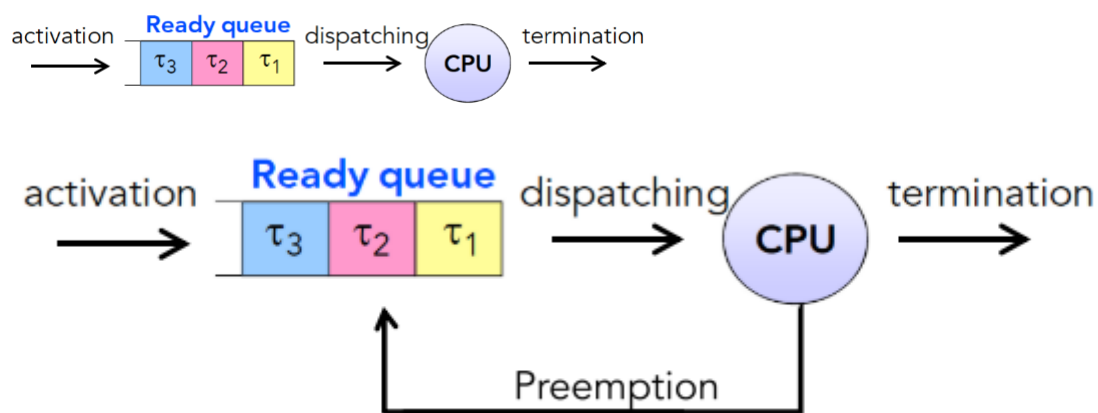 Ready queue
activation dispatching termination
τ3 τ2 τ1 CPU
Ready queue
activation dispatching termination
τ3 τ2 τ1 CPU
Preemption